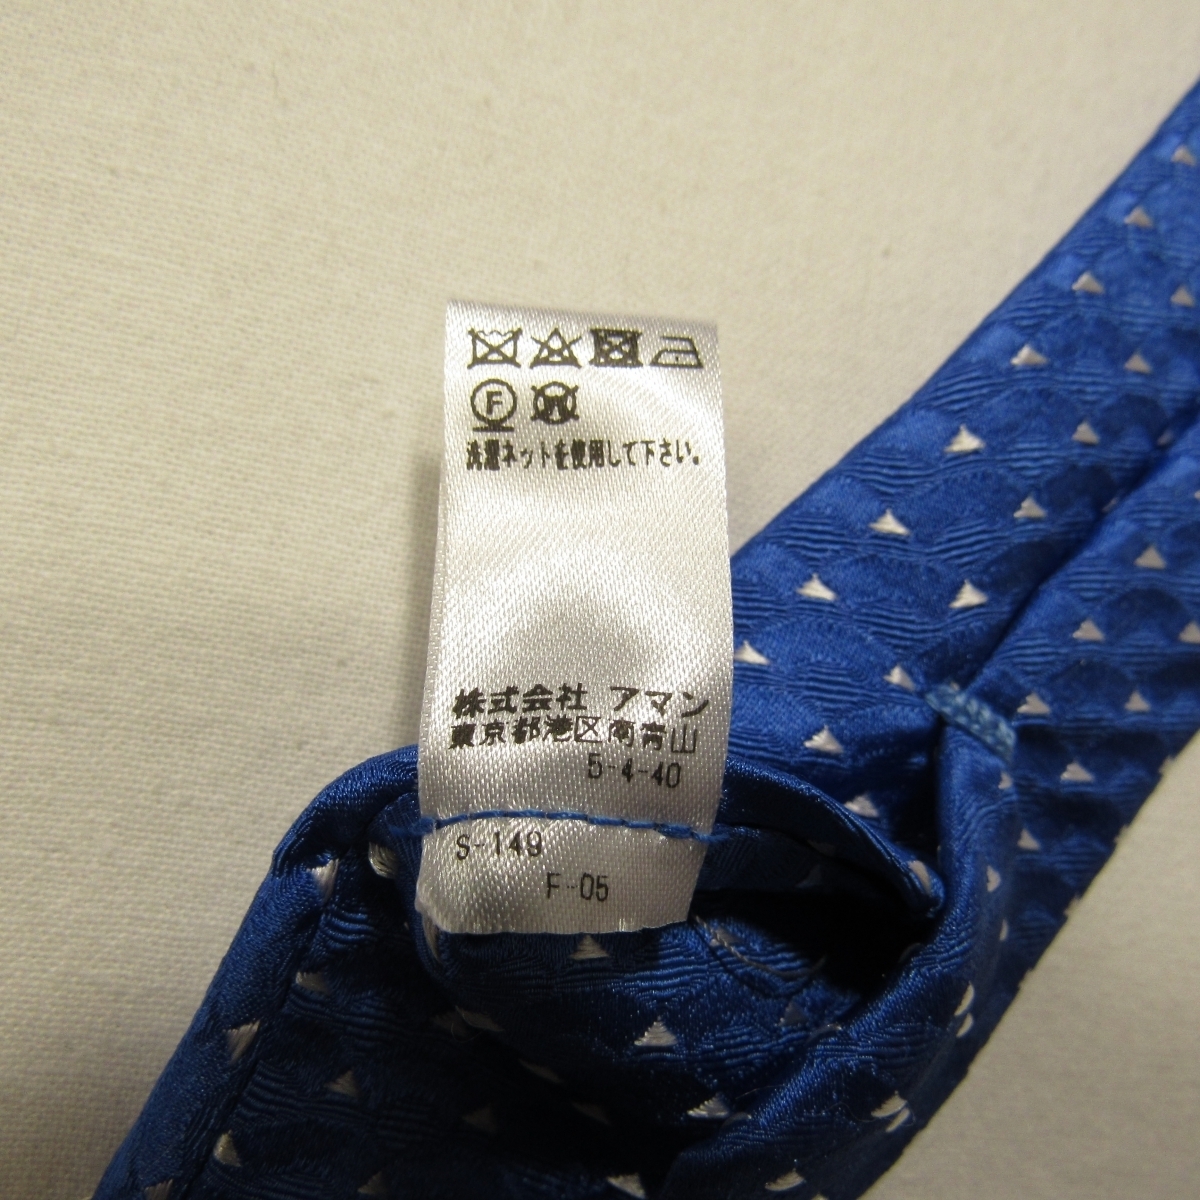 F W
洗濯ネットを使用して下さい。
株式会社 アマン
東京都港区南青山
5-4-40
S-149
F-05